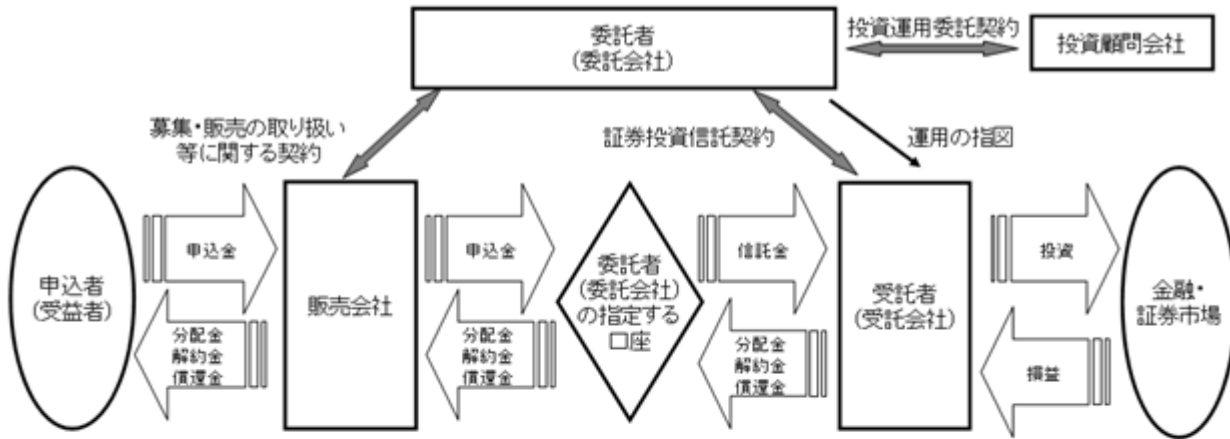 委託者
(委託会社)
投資運用委託契約
投資顧問会社
募集・販売の取り扱い
等に関する契約
証券投資信託契約
運用の指図
申込者
(受益者)
申込金
分配金
解約金
償還金
販売会社
申込金
分配金
解約金
償還金
委託者
(委託会社)
の指定する
口座
信託金
分配金
解約金
償還金
受託者
(受託会社)
投資
損益
金融・
証券市場